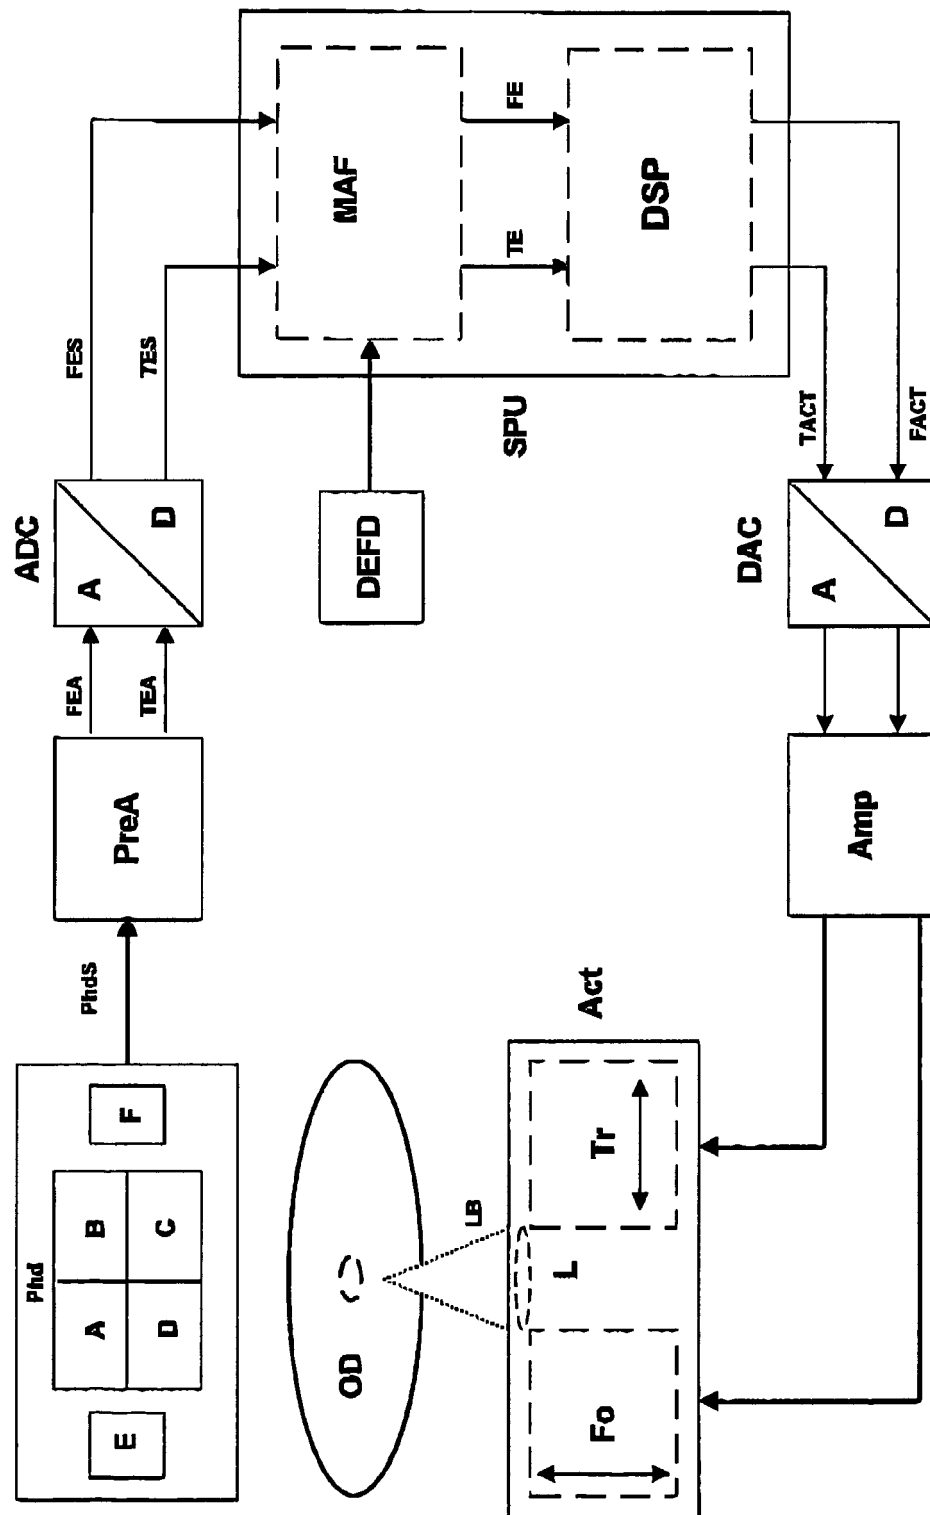 Phd
E
A
B
D
C
F
PhdS
PreA
FEA
TEA
ADC
A
D
FES
TES
MAF
FE
TE
DSP
SPU
DEFD
OD
LB
Act
Fo
L
Tr
Amp
DAC
A
D
TACT
FACT